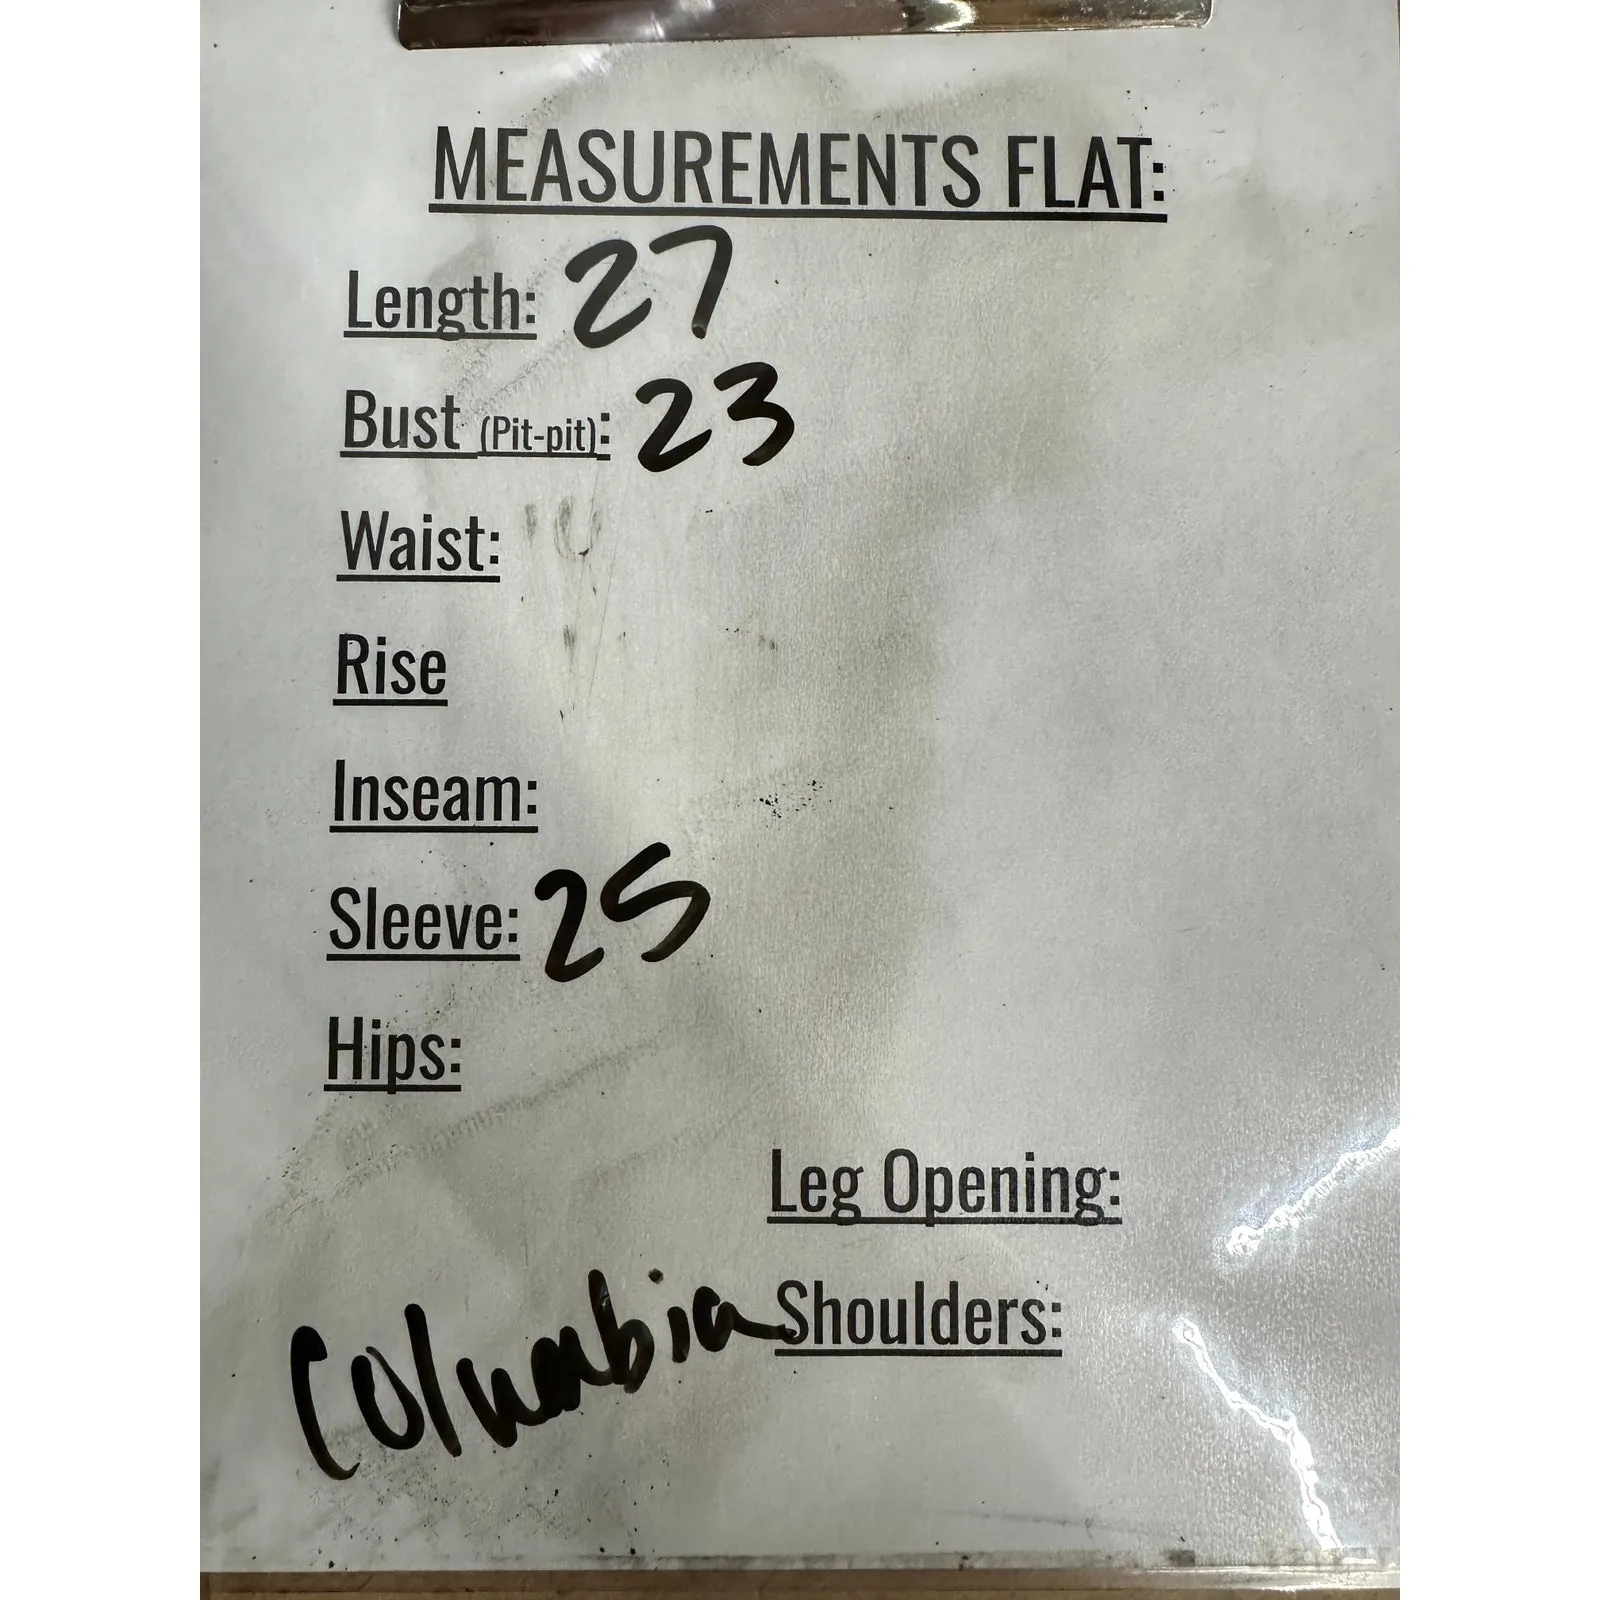 MEASUREMENTS FLAT:
Length: 27
Bust (Pit-pit): 23
Waist:
Rise
Inseam:
Sleeve: 25
Hips:
Leg Opening:
Shoulders:
Columbia